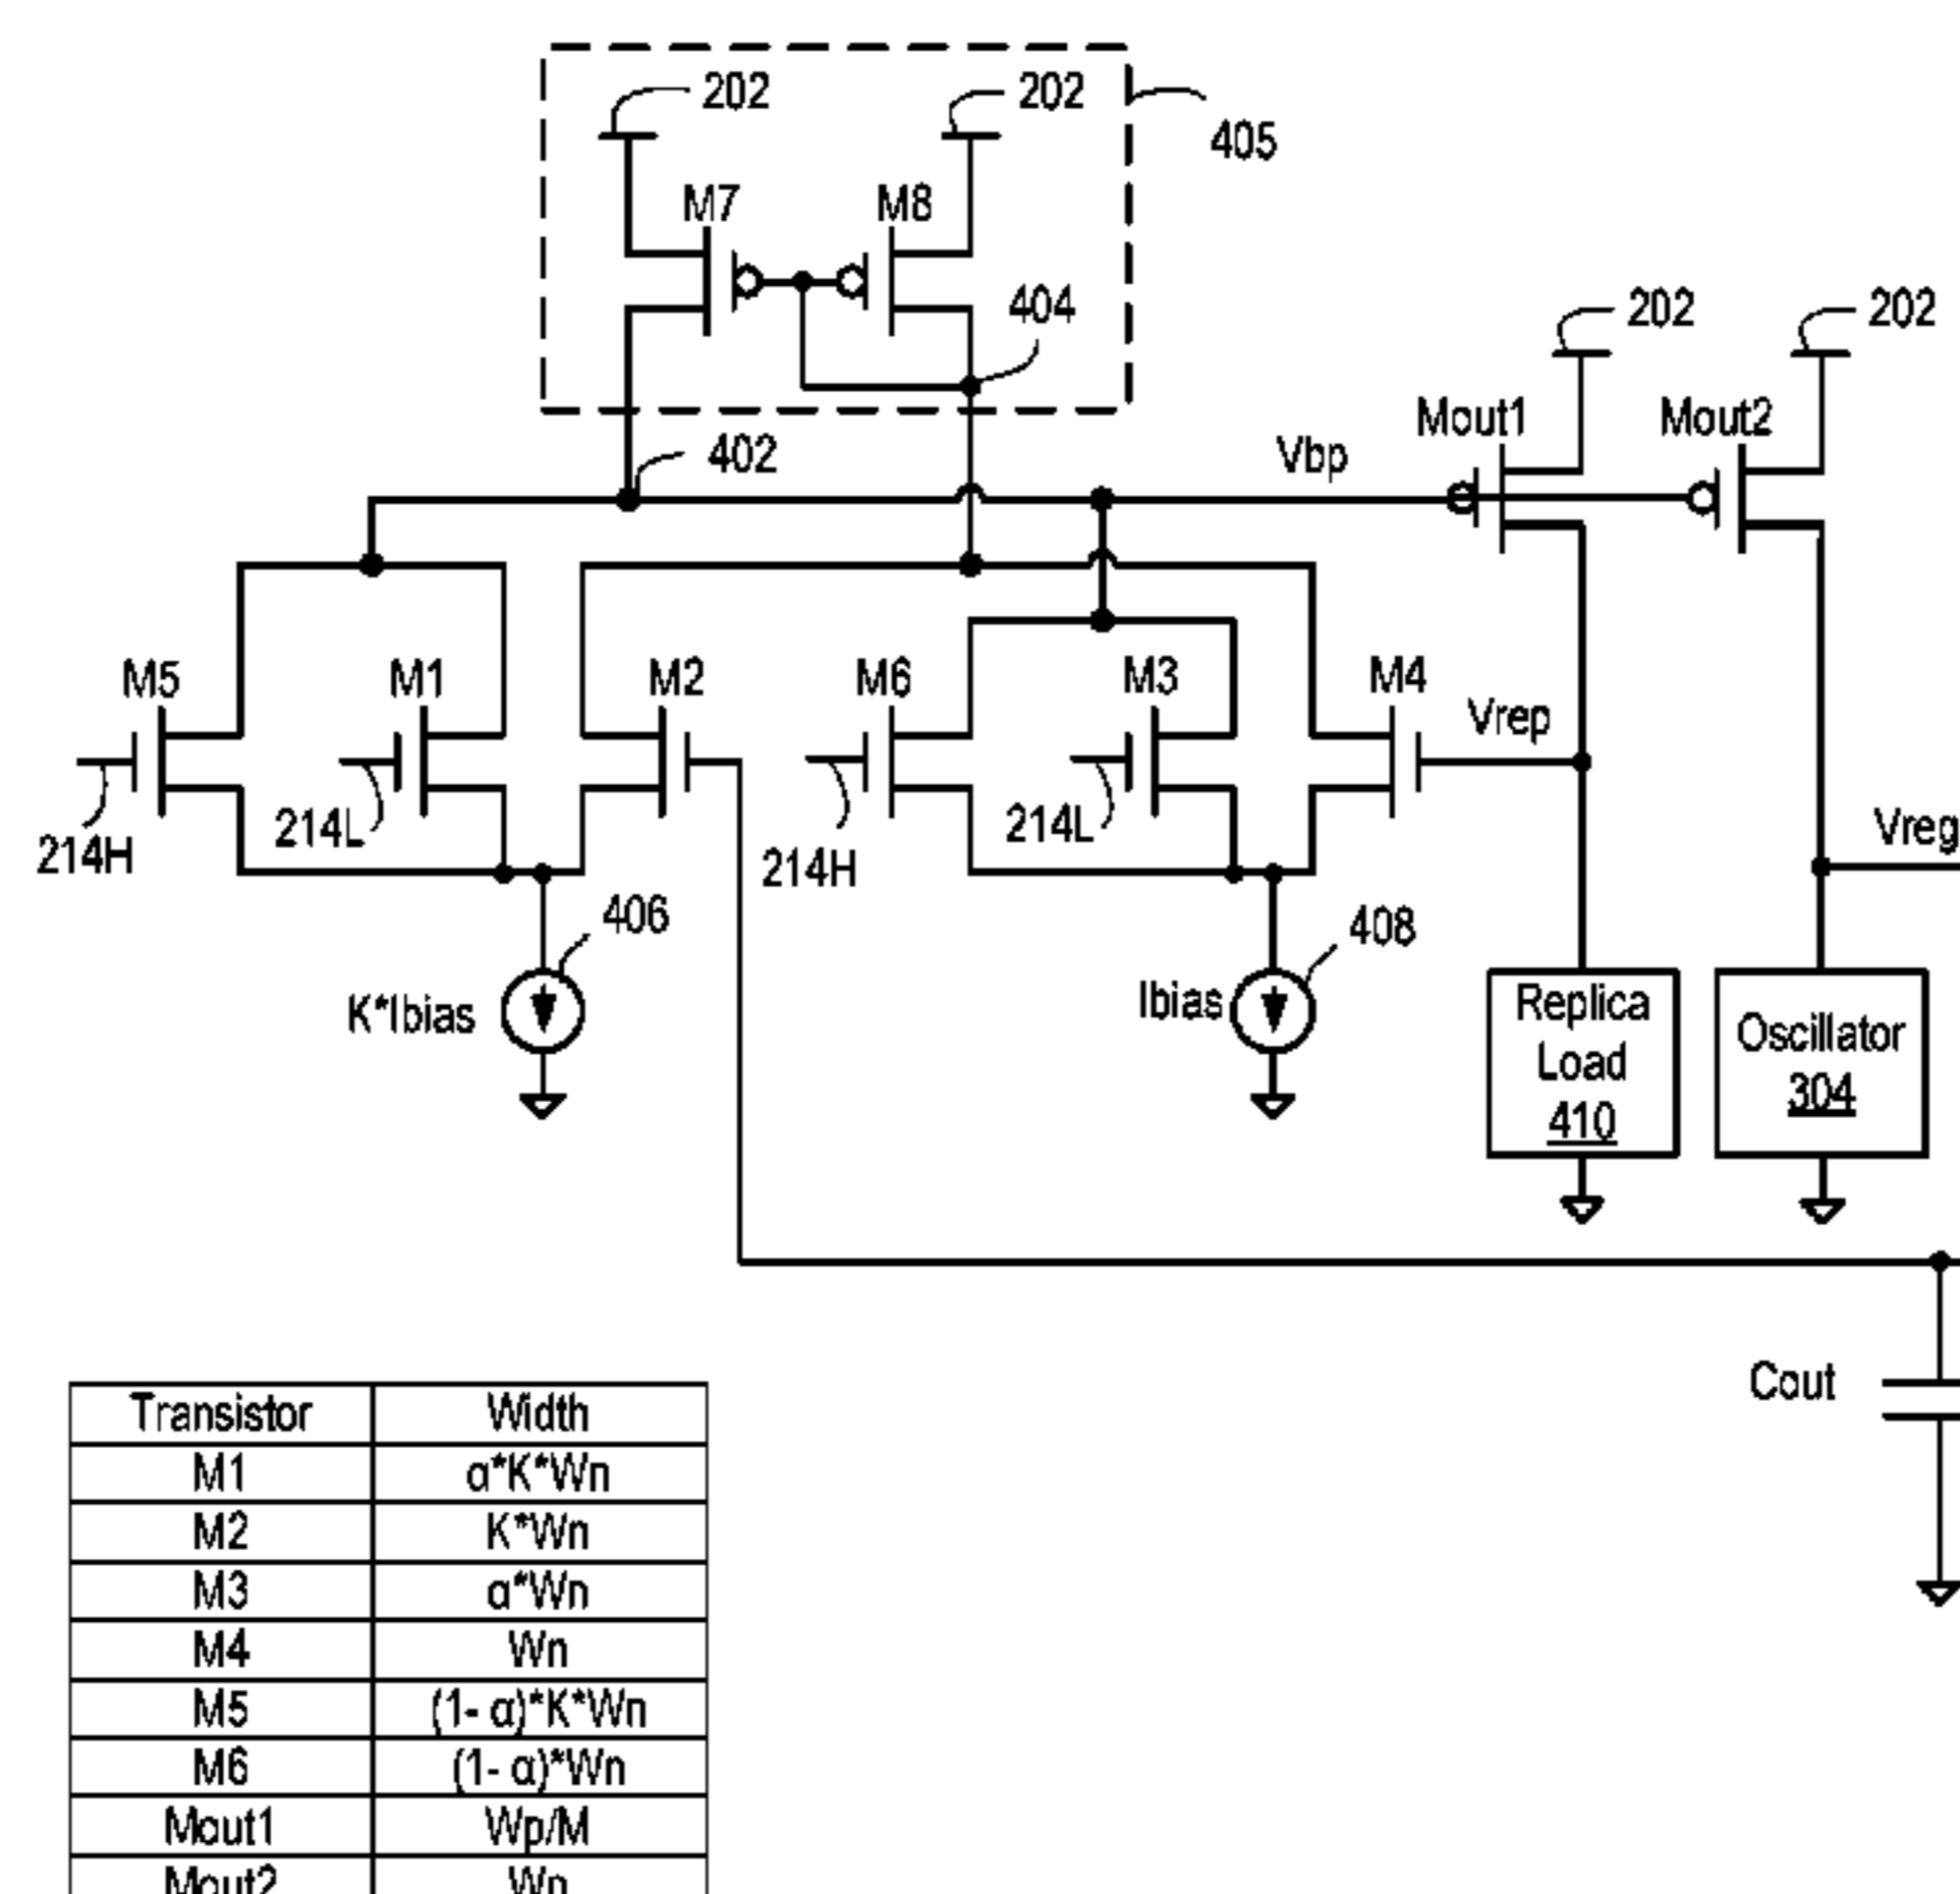 202
202
405
M7
M8
404
202
202
Mout1
Mout2
402
Vbp
M5
M1
M2
M6
M3
M4
Vrep
214H
214L
214H
214L
Vreg
406
408
K*Ibias
Ibias
Replica
Load
410
Oscillator
304
Cout
Transistor Width
M1 α*K*Wn
M2 K*Wn
M3 α*Wn
M4 Wn
M5 (1- α)*K*Wn
M6 (1- α)*Wn
Mout1 Wp/M
Mout2